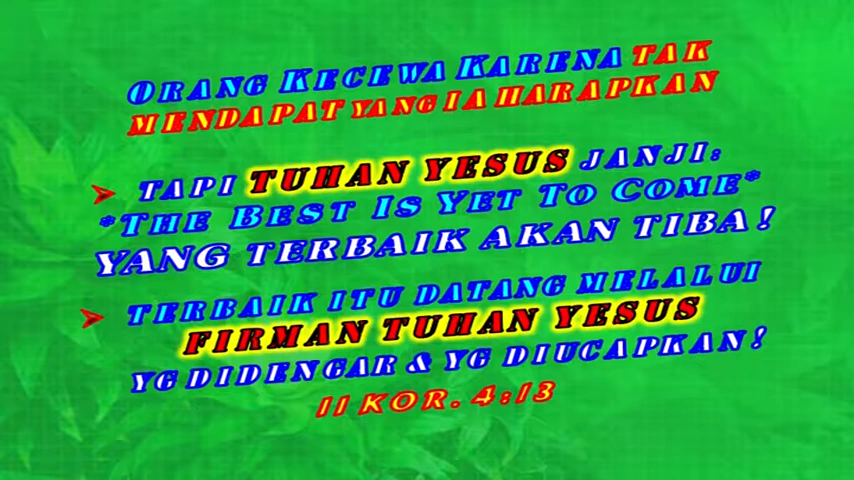 ORANG KECEWA KARENA TAK
MENDAPAT YANG IA HARAPKAN
TAPI TUHAN YESUS JANJI:
*THE BEST IS YET TO COME*
YANG TERBAIK AKAN TIBA!
TERBAIK ITU DATANG MELALUI
FIRMAN TUHAN YESUS
YG DIDENGAR & YG DIUCAPKAN!
II KOR. 4:13